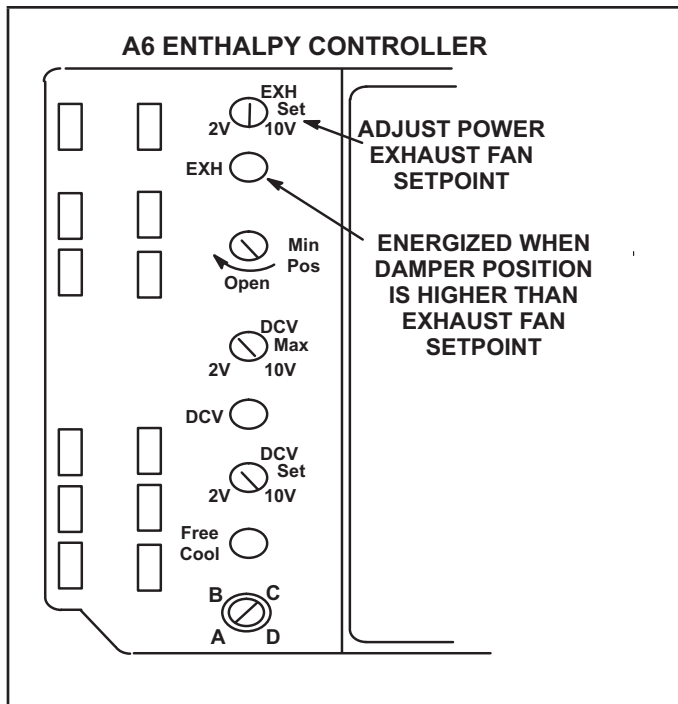 A6 ENTHALPY CONTROLLER
EXH
Set
2V 10V
ADJUST POWER
EXHAUST FAN
SETPOINT
EXH
ENERGIZED WHEN
DAMPER POSITION
IS HIGHER THAN
EXHAUST FAN
SETPOINT
Min
Pos
Open
DCV
Max
2V 10V
DCV
DCV
Set
2V 10V
Free
Cool
B C
A D